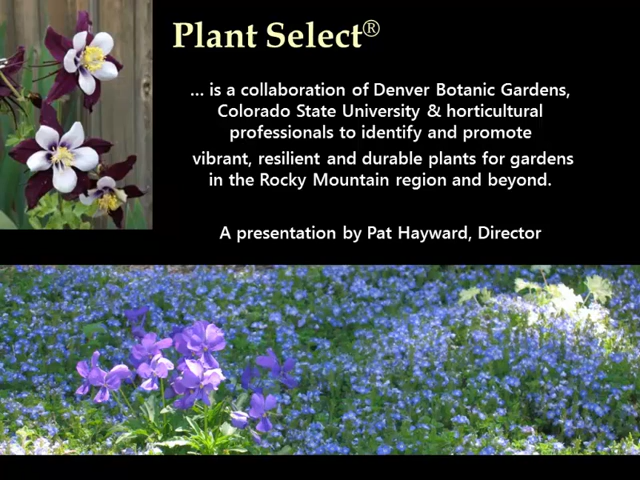 Plant Select®
... is a collaboration of Denver Botanic Gardens,
Colorado State University & horticultural
professionals to identify and promote
vibrant, resilient and durable plants for gardens
in the Rocky Mountain region and beyond.
A presentation by Pat Hayward, Director